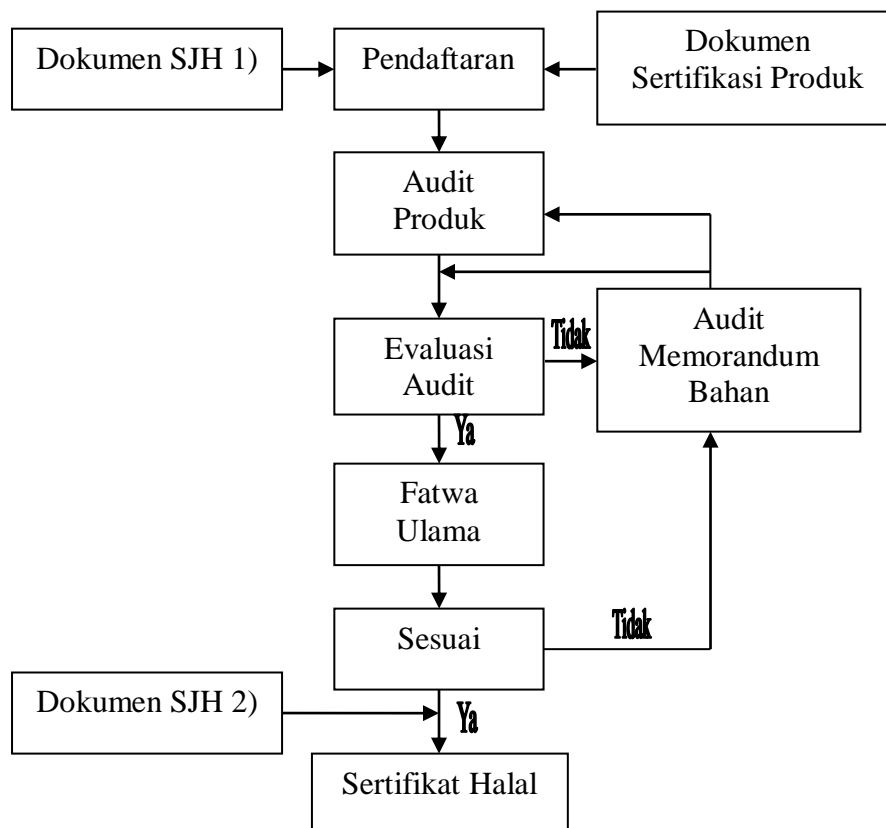 Dokumen SJH 1)
Pendaftaran
Dokumen
Sertifikasi Produk
Audit
Produk
Evaluasi
Audit
Tidak
Audit
Memorandum
Bahan
Ya
Fatwa
Ulama
Sesuai
Tidak
Dokumen SJH 2)
Ya
Sertifikat Halal